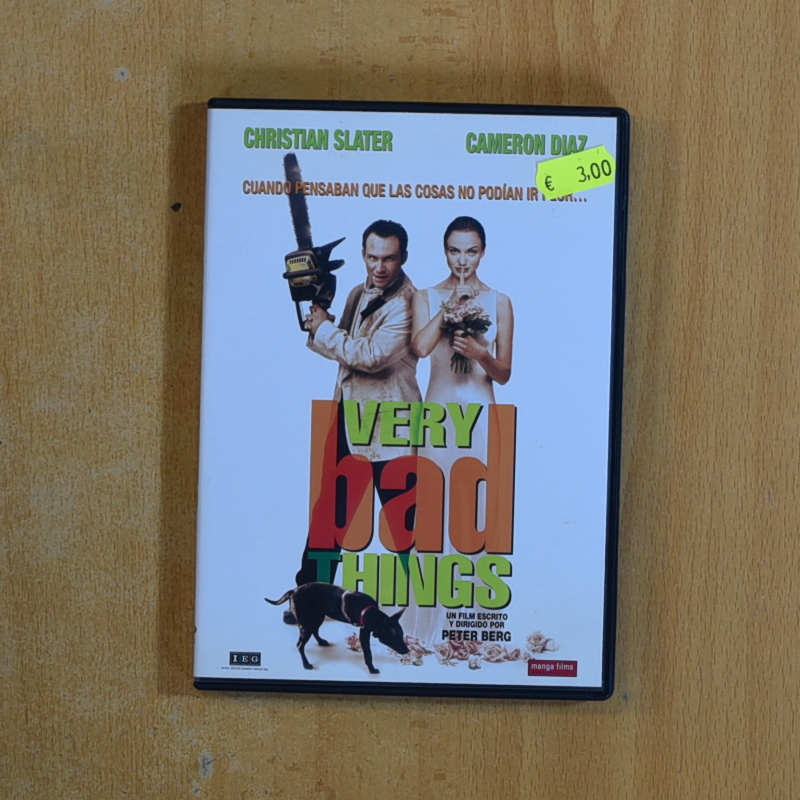 CHRISTIAN SLATER
CAMERON DIAZ
€ 3,00
CUANDO PENSABAN QUE LAS COSAS NO PODÍAN IR
VERY
bad
THINGS
UN FILM ESCRITO
Y DIRIGIDO POR
PETER BERG
IEG
manga films